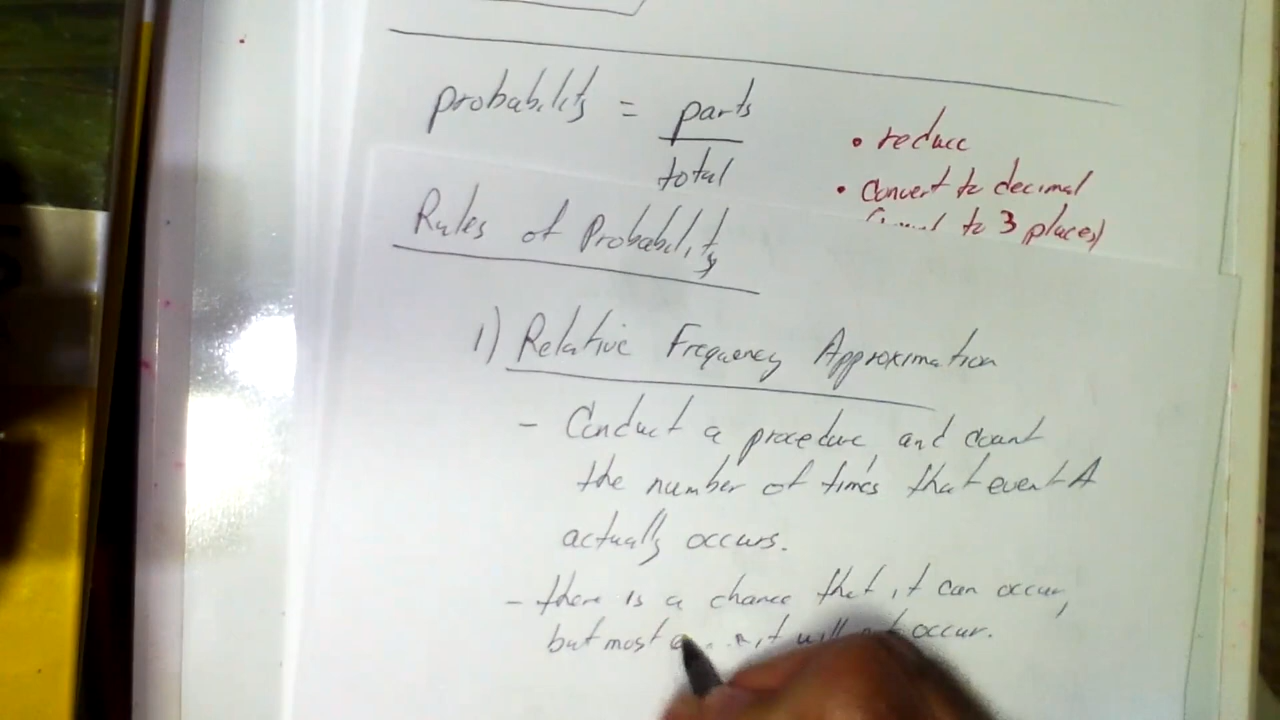 probability = parts
total
• reduce
• Convert to decimal
to 3 places)
Rules of Probability
1) Relative Frequency Approximation
- Conduct a procedure, and count
the number of times that event A
actually occurs.
- there is a chance that it can occur,
but most it will occur.